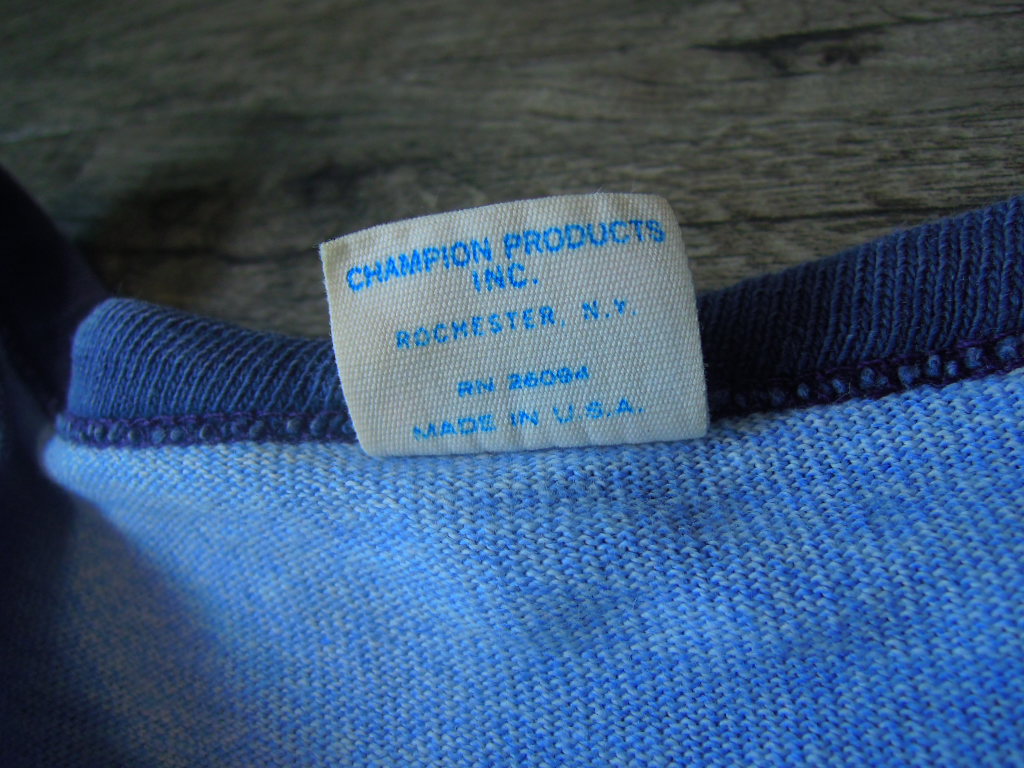 CHAMPION PRODUCTS
INC.
ROCHESTER, N.Y.
RN 26094
MADE IN U.S.A.